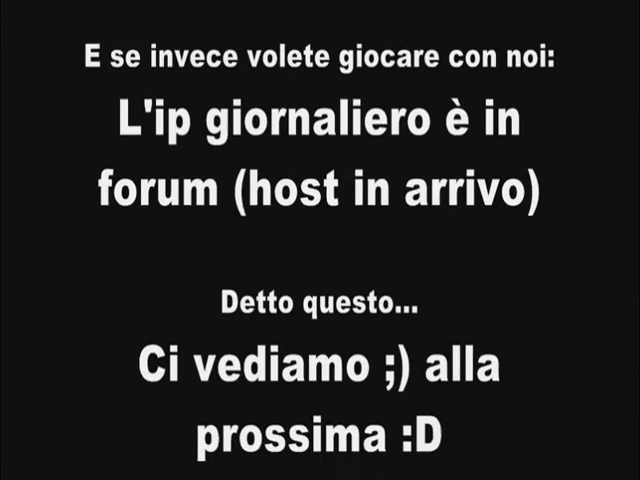 E se invece volete giocare con noi:
L'ip giornaliero è in
forum (host in arrivo)
Detto questo...
Ci vediamo ;) alla
prossima :D